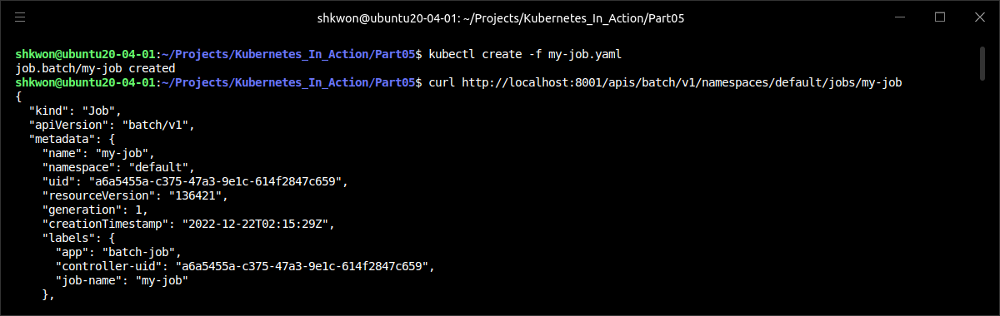 shkwon@ubuntu20-04-01: ~/Projects/Kubernetes_In_Action/Part05
shkwon@ubuntu20-04-01:~/Projects/Kubernetes_In_Action/Part05$ kubectl create -f my-job.yaml
job.batch/my-job created
shkwon@ubuntu20-04-01:~/Projects/Kubernetes_In_Action/Part05$ curl http://localhost:8001/apis/batch/v1/namespaces/default/jobs/my-job
{
  "kind": "Job",
  "apiVersion": "batch/v1",
  "metadata": {
    "name": "my-job",
    "namespace": "default",
    "uid": "a6a5455a-c375-47a3-9e1c-614f2847c659",
    "resourceVersion": "136421",
    "generation": 1,
    "creationTimestamp": "2022-12-22T02:15:29Z",
    "labels": {
      "app": "batch-job",
      "controller-uid": "a6a5455a-c375-47a3-9e1c-614f2847c659",
      "job-name": "my-job"
    },